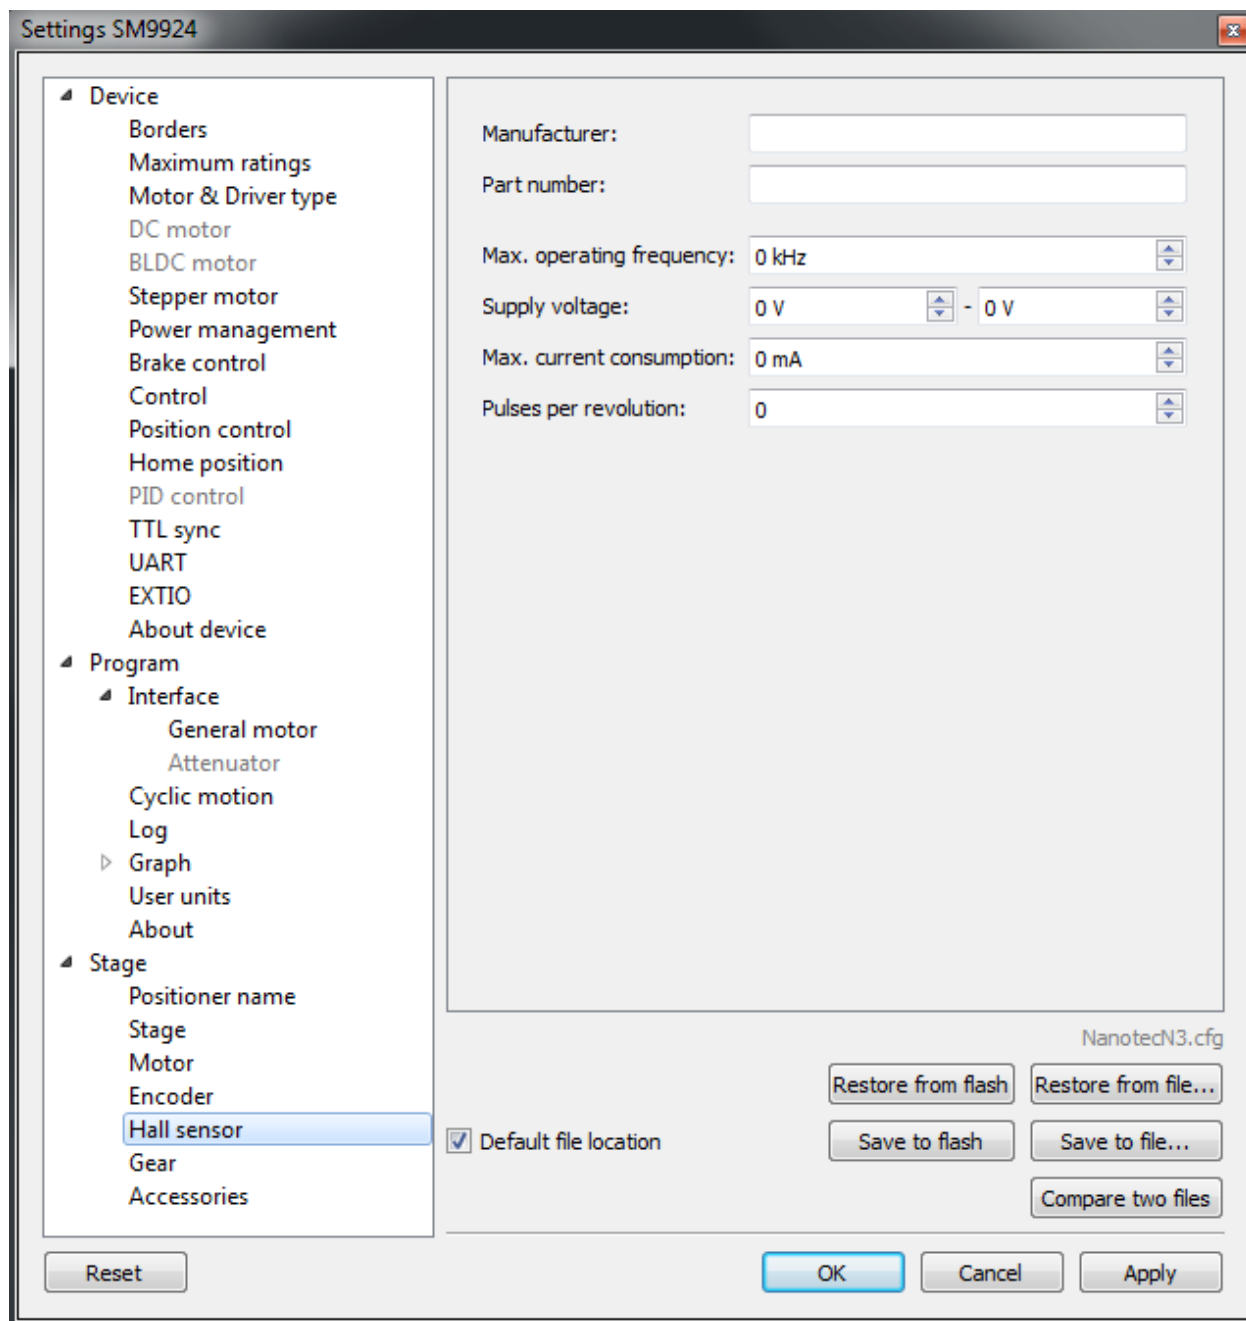 Settings SM9924
Device
Borders
Maximum ratings
Motor & Driver type
DC motor
BLDC motor
Stepper motor
Power management
Brake control
Control
Position control
Home position
PID control
TTL sync
UART
EXTIO
About device
Program
Interface
General motor
Attenuator
Cyclic motion
Log
Graph
User units
About
Stage
Positioner name
Stage
Motor
Encoder
Hall sensor
Gear
Accessories
Manufacturer:
Part number:
Max. operating frequency: 0 kHz
Supply voltage: 0 V - 0 V
Max. current consumption: 0 mA
Pulses per revolution: 0
NanotecN3.cfg
Restore from flash Restore from file...
Default file location Save to flash Save to file...
Compare two files
Reset OK Cancel Apply